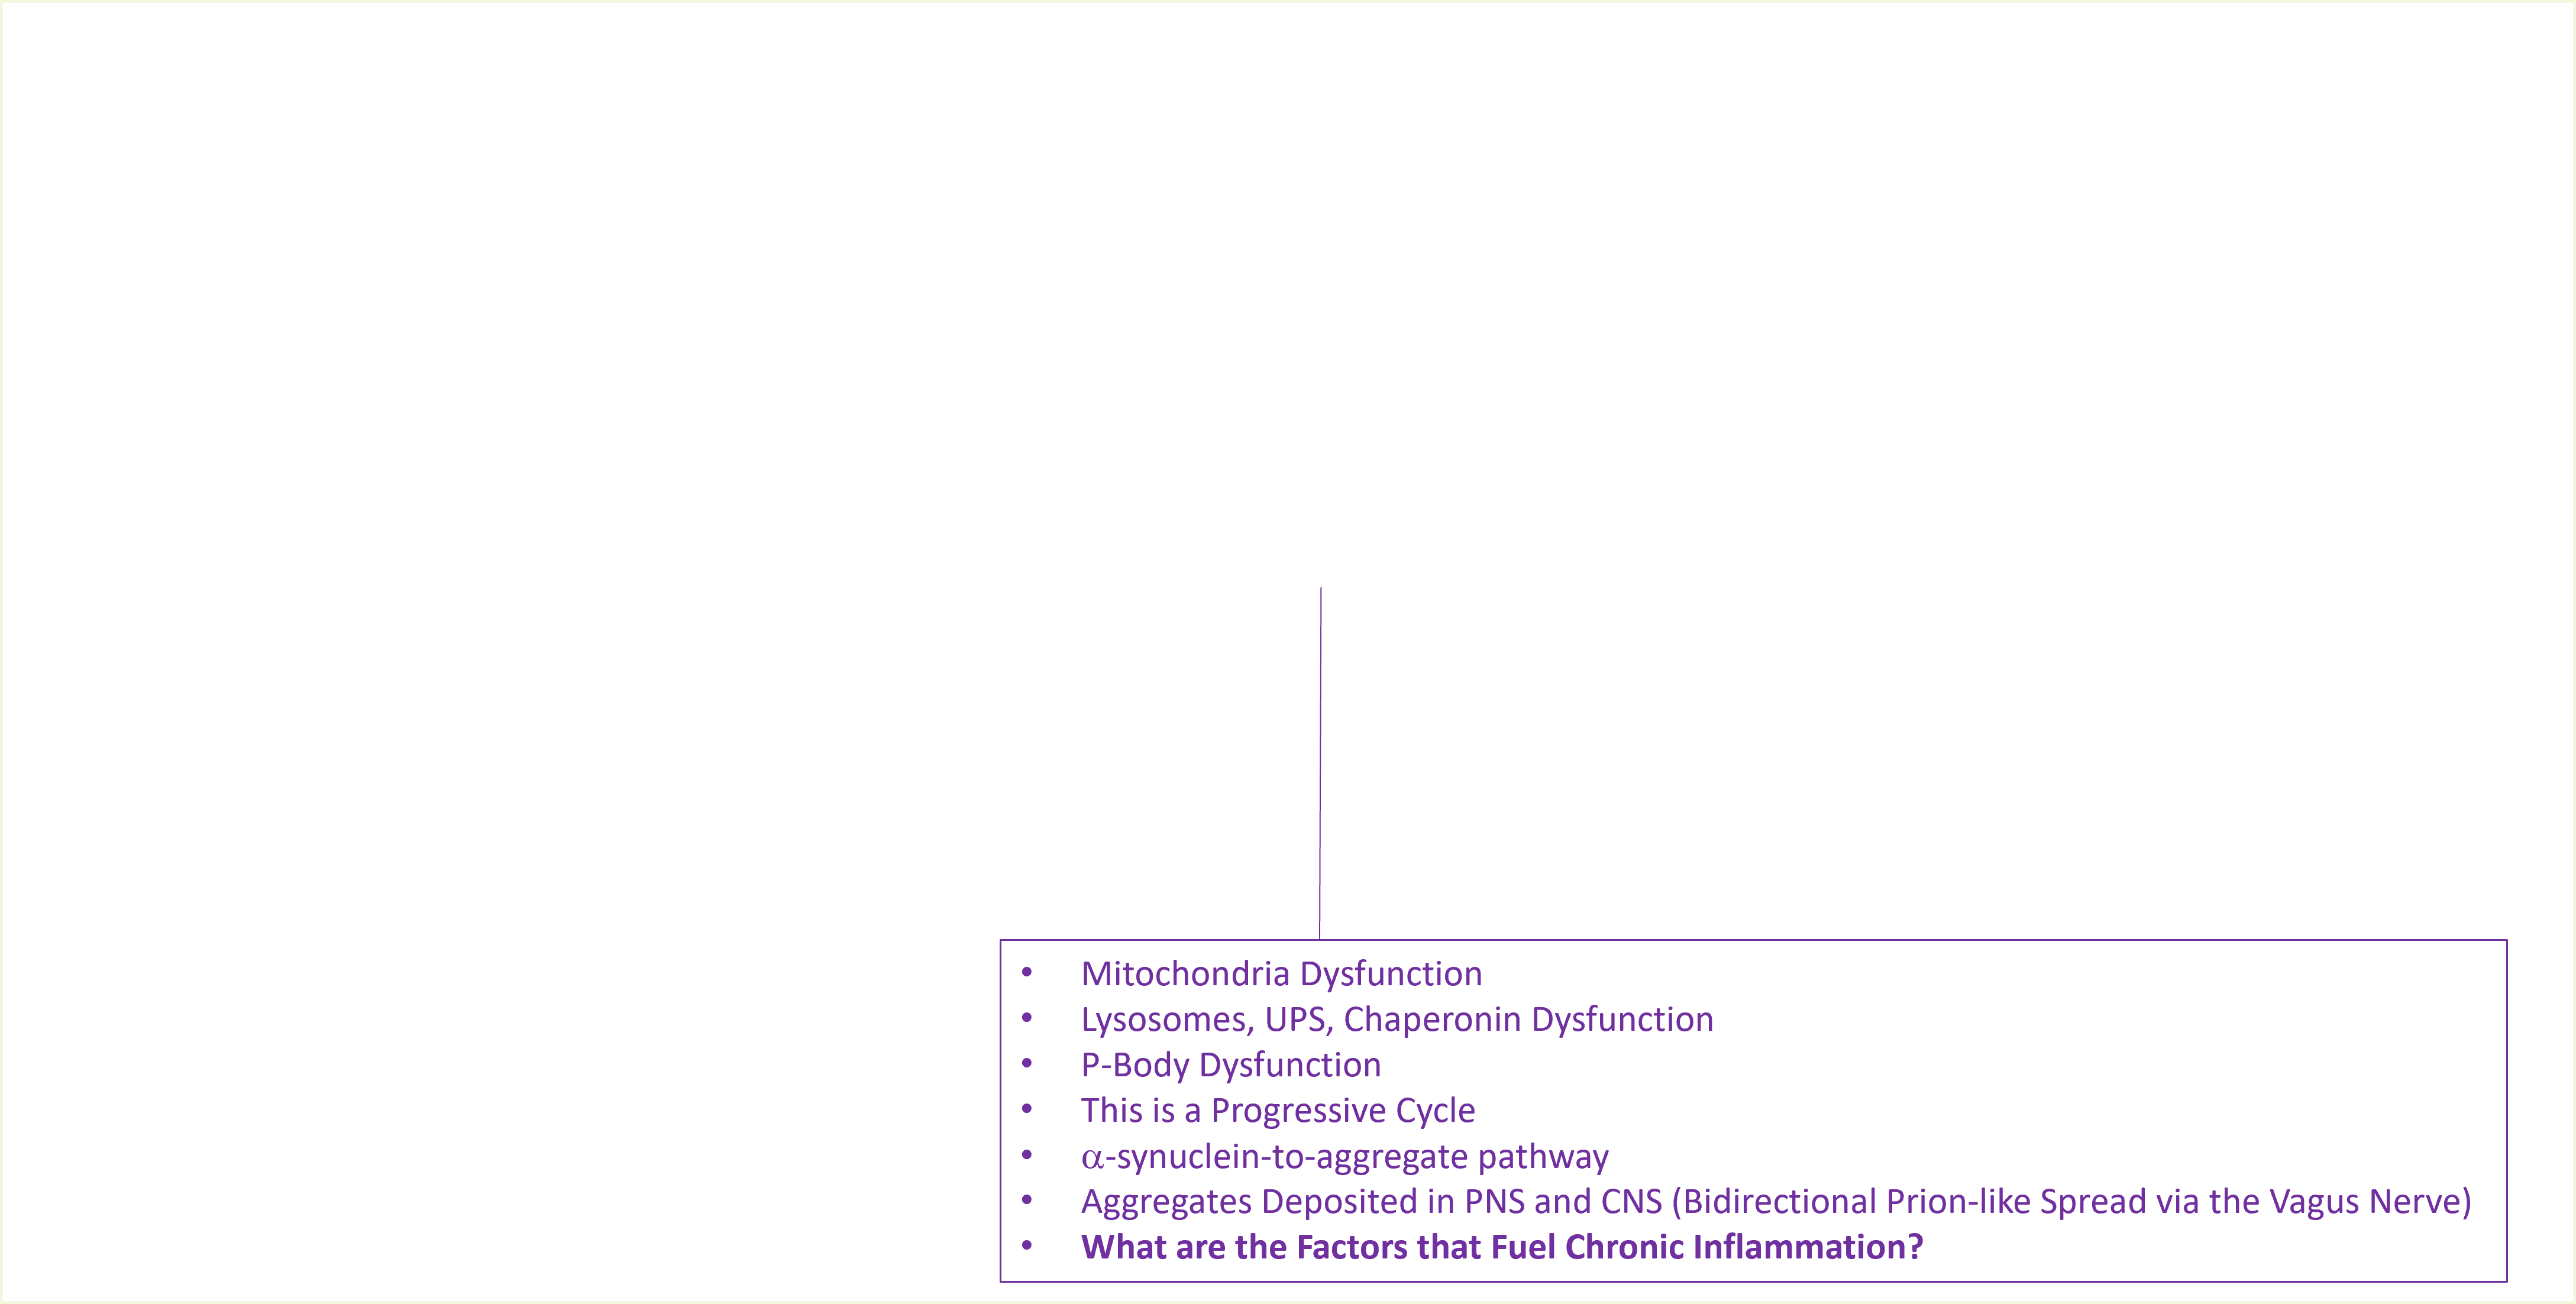 • Mitochondria Dysfunction
• Lysosomes, UPS, Chaperonin Dysfunction
• P-Body Dysfunction
• This is a Progressive Cycle
• α-synuclein-to-aggregate pathway
• Aggregates Deposited in PNS and CNS (Bidirectional Prion-like Spread via the Vagus Nerve)
• What are the Factors that Fuel Chronic Inflammation?